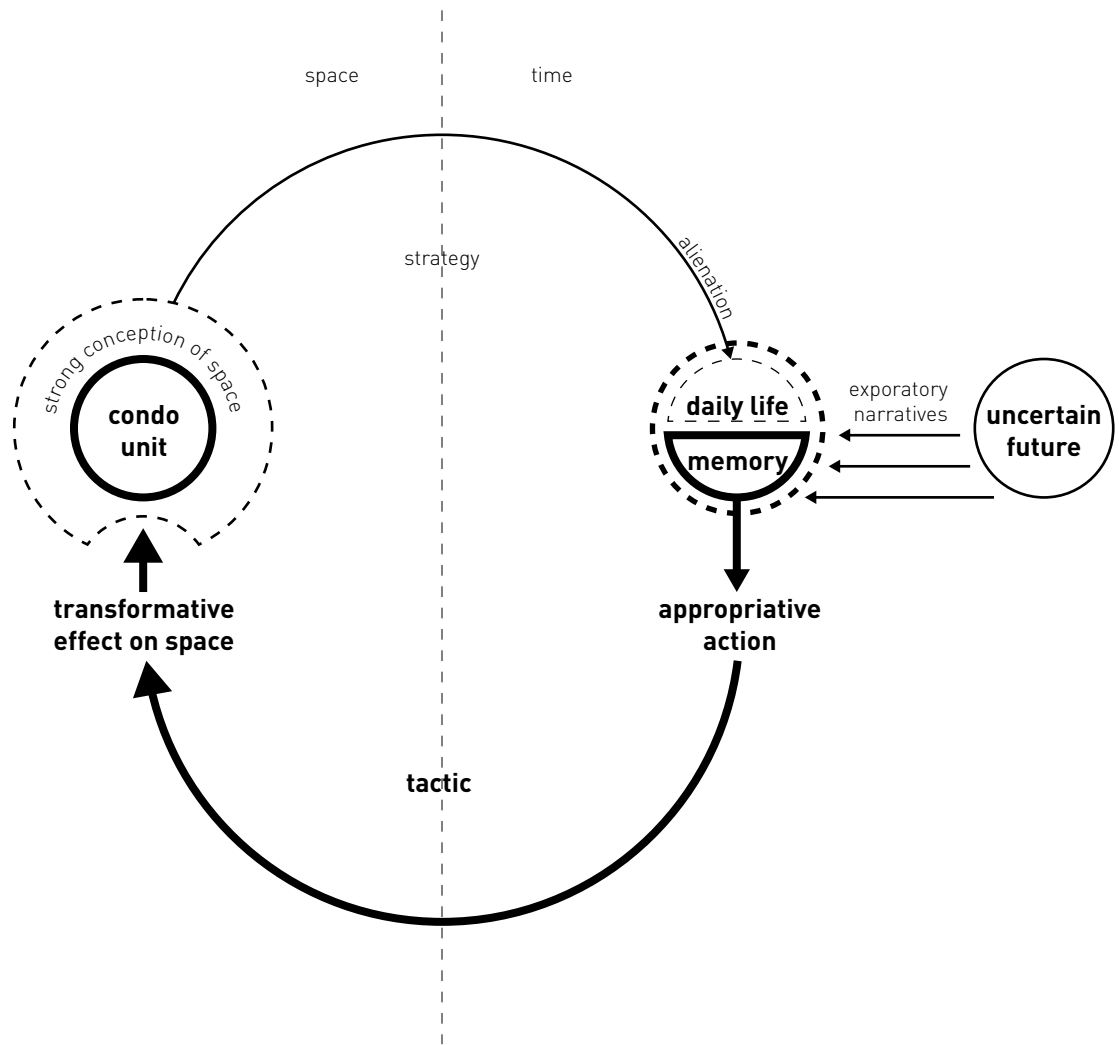 space
time
strategy
alienation
strong conception of space
condo
unit
daily life
memory
exporatory
narratives
uncertain
future
transformative
effect on space
appropriative
action
tactic